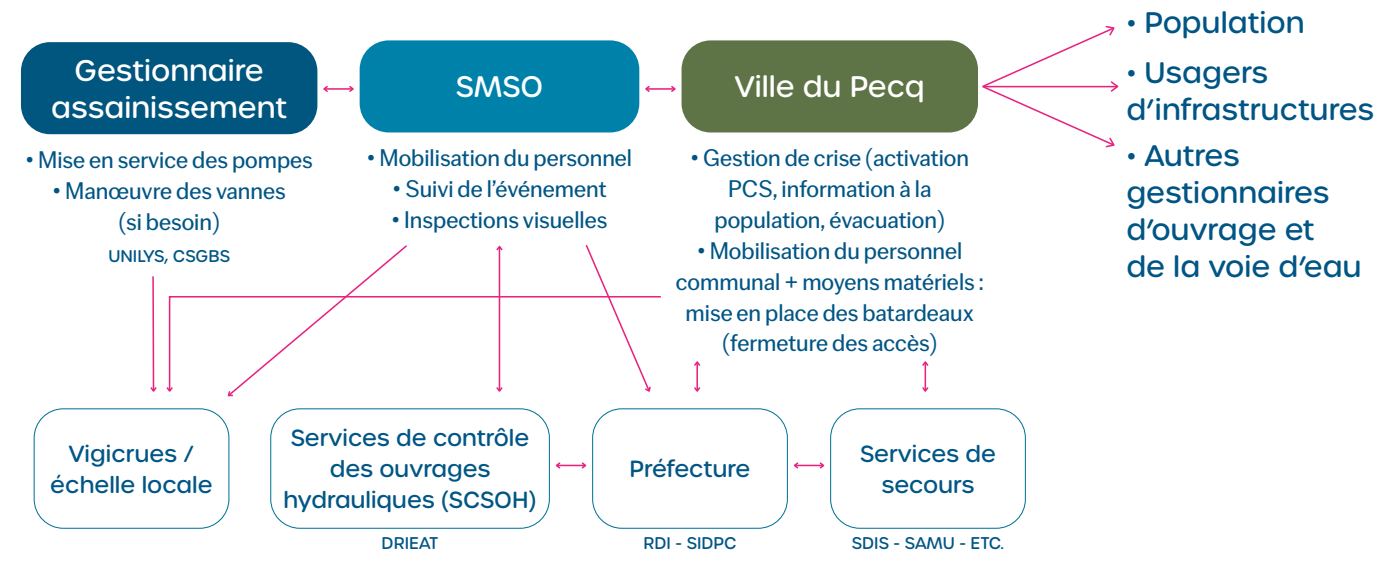 Gestionnaire
assainissement
• Mise en service des pompes
• Manœuvre des vannes
(si besoin)
UNILYS, CSGBS
SMSO
• Mobilisation du personnel
• Suivi de l’événement
• Inspections visuelles
Ville du Pecq
• Gestion de crise (activation
PCS, information à la
population, évacuation)
• Mobilisation du personnel
communal + moyens matériels :
mise en place des batardeaux
(fermeture des accès)
• Population
• Usagers
d’infrastructures
• Autres
gestionnaires
d’ouvrage et
de la voie d’eau
Vigicrues /
échelle locale
Services de contrôle
des ouvrages
hydrauliques (SCSOH)
DRIEAT
Préfecture
RDI - SIDPC
Services de
secours
SDIS - SAMU - ETC.